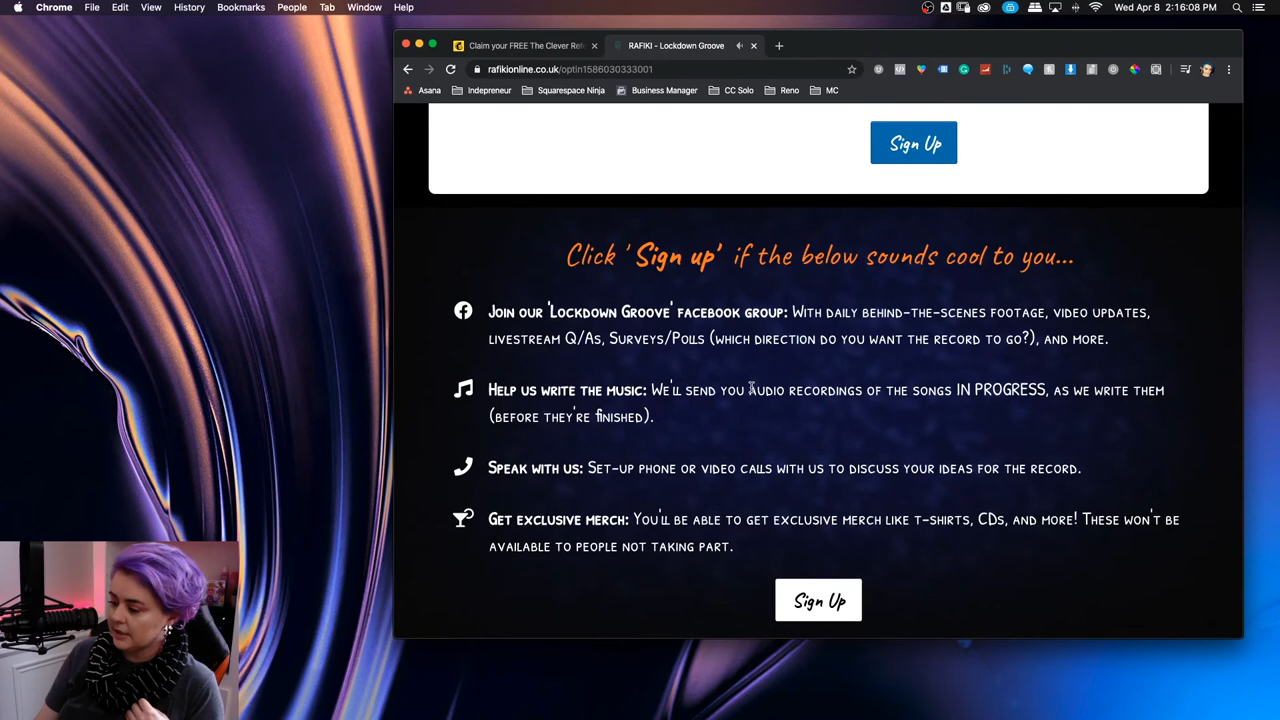 Chrome File Edit View History Bookmarks People Tab Window Help
Wed Apr 8 2:16:08 PM
Claim your FREE The Clever Ret
RAFIKI - Lockdown Groove
rafikionline.co.uk/optin1586030333001
Asana Indepreneur Squarespace Ninja Business Manager CC Solo Reno MC
Sign Up
Click 'Sign up' if the below sounds cool to you...
Join our 'Lockdown Groove' facebook group: With daily behind-the-scenes footage, video updates,
livestream Q/As, Surveys/Polls (which direction do you want the record to go?), and more.
Help us write the music: We'll send you audio recordings of the songs IN PROGRESS, as we write them
(before they're finished).
Speak with us: Set-up phone or video calls with us to discuss your ideas for the record.
Get exclusive merch: You'll be able to get exclusive merch like t-shirts, CDs, and more! These won't be
available to people not taking part.
Sign Up